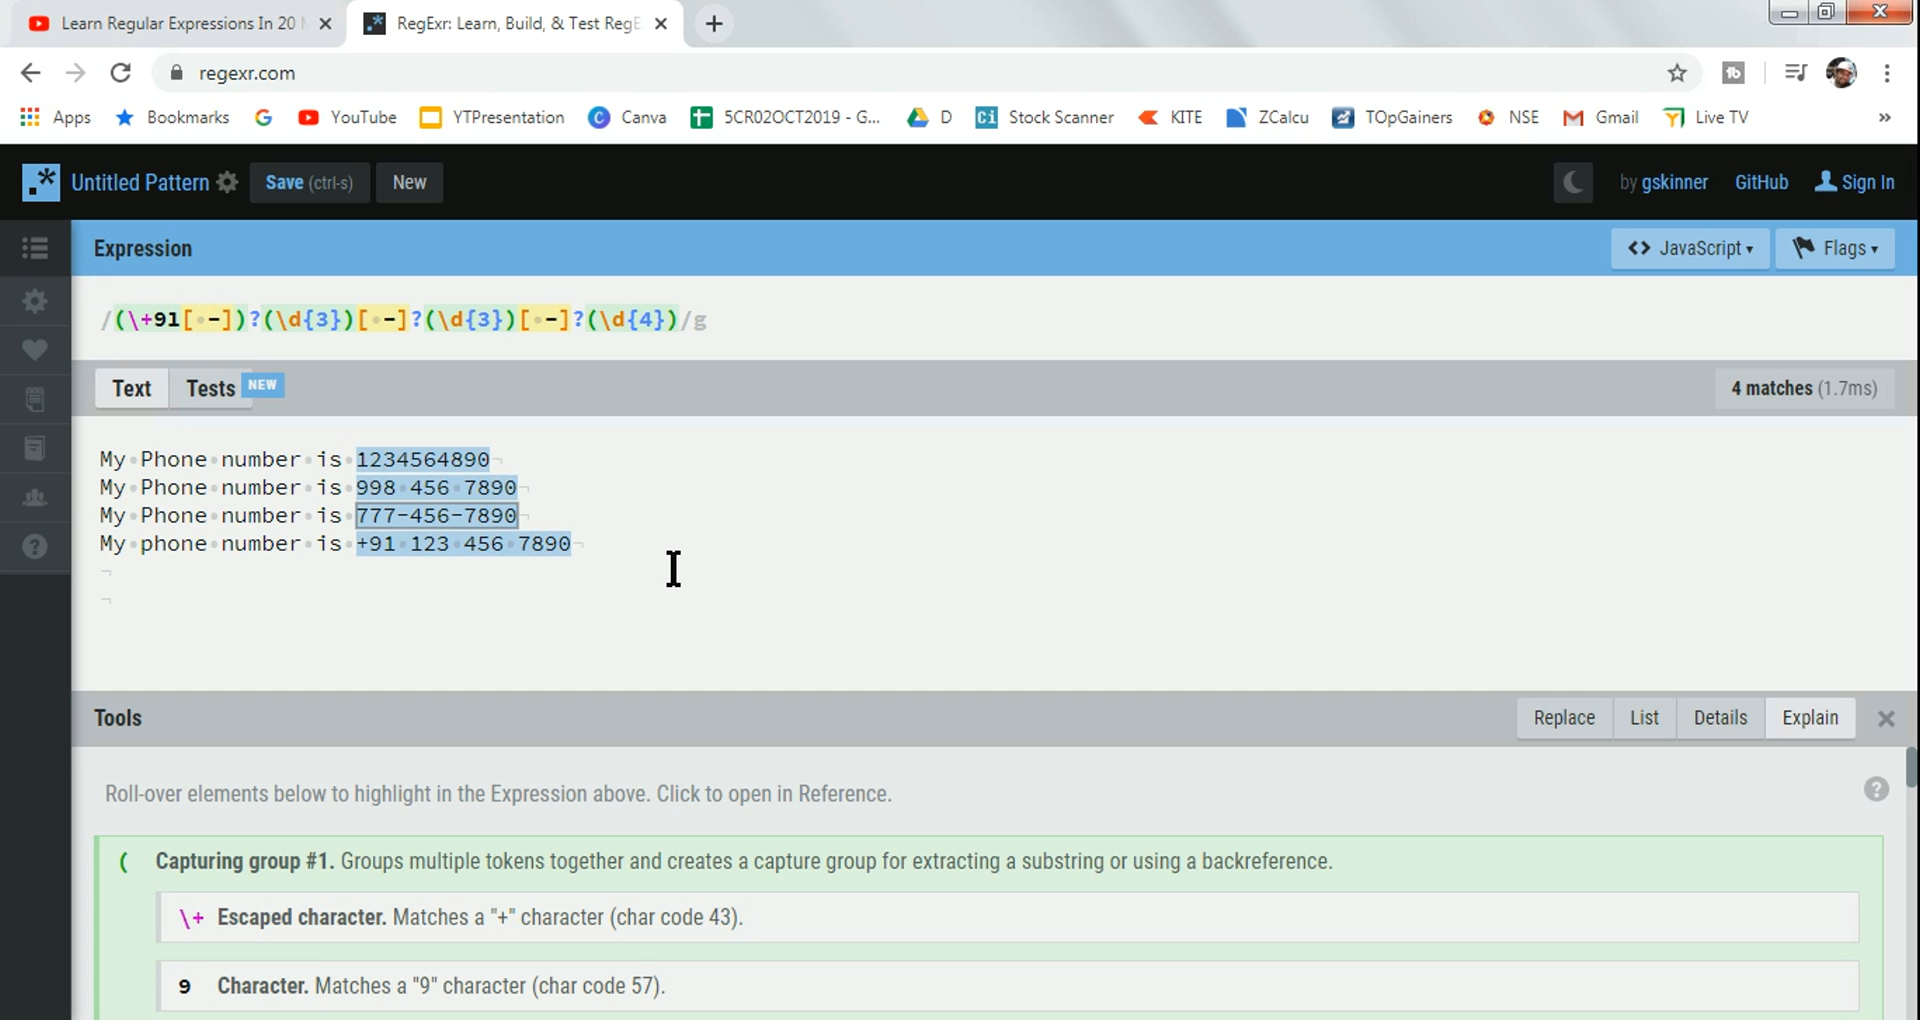 Learn Regular Expressions In 20
RegExr: Learn, Build, & Test RegE
regexr.com
Apps Bookmarks YouTube YTPresentation Canva 5CR02OCT2019 - G... D Stock Scanner KITE ZCalcu TOpGainers NSE Gmail Live TV »
.* Untitled Pattern Save (ctrl-s) New by gskinner GitHub Sign In
Expression <> JavaScript Flags
/(\+91[ -])?(\d{3})[ -]?(\d{3})[ -]?(\d{4})/g
Text Tests NEW 4 matches (1.7ms)
My Phone number is 1234564890
My Phone number is 998 456 7890
My Phone number is 777-456-7890
My phone number is +91 123 456 7890
Tools Replace List Details Explain
Roll-over elements below to highlight in the Expression above. Click to open in Reference.
( Capturing group #1. Groups multiple tokens together and creates a capture group for extracting a substring or using a backreference.
\+ Escaped character. Matches a "+" character (char code 43).
9 Character. Matches a "9" character (char code 57).